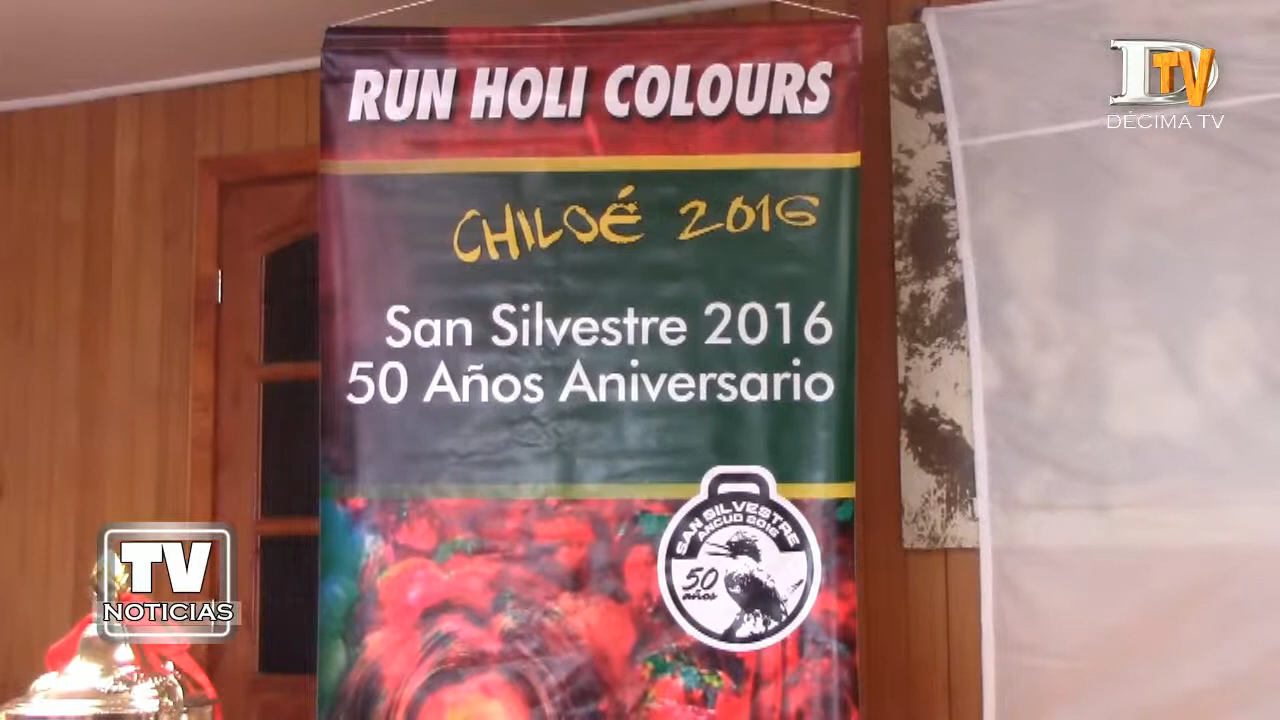 RUN HOLI COLOURS
CHILOÉ 2016
San Silvestre 2016
50 Años Aniversario
SAN SILVESTRE
ANCUD 2016
50
años
DTV
DÉCIMA TV
TV
NOTICIAS